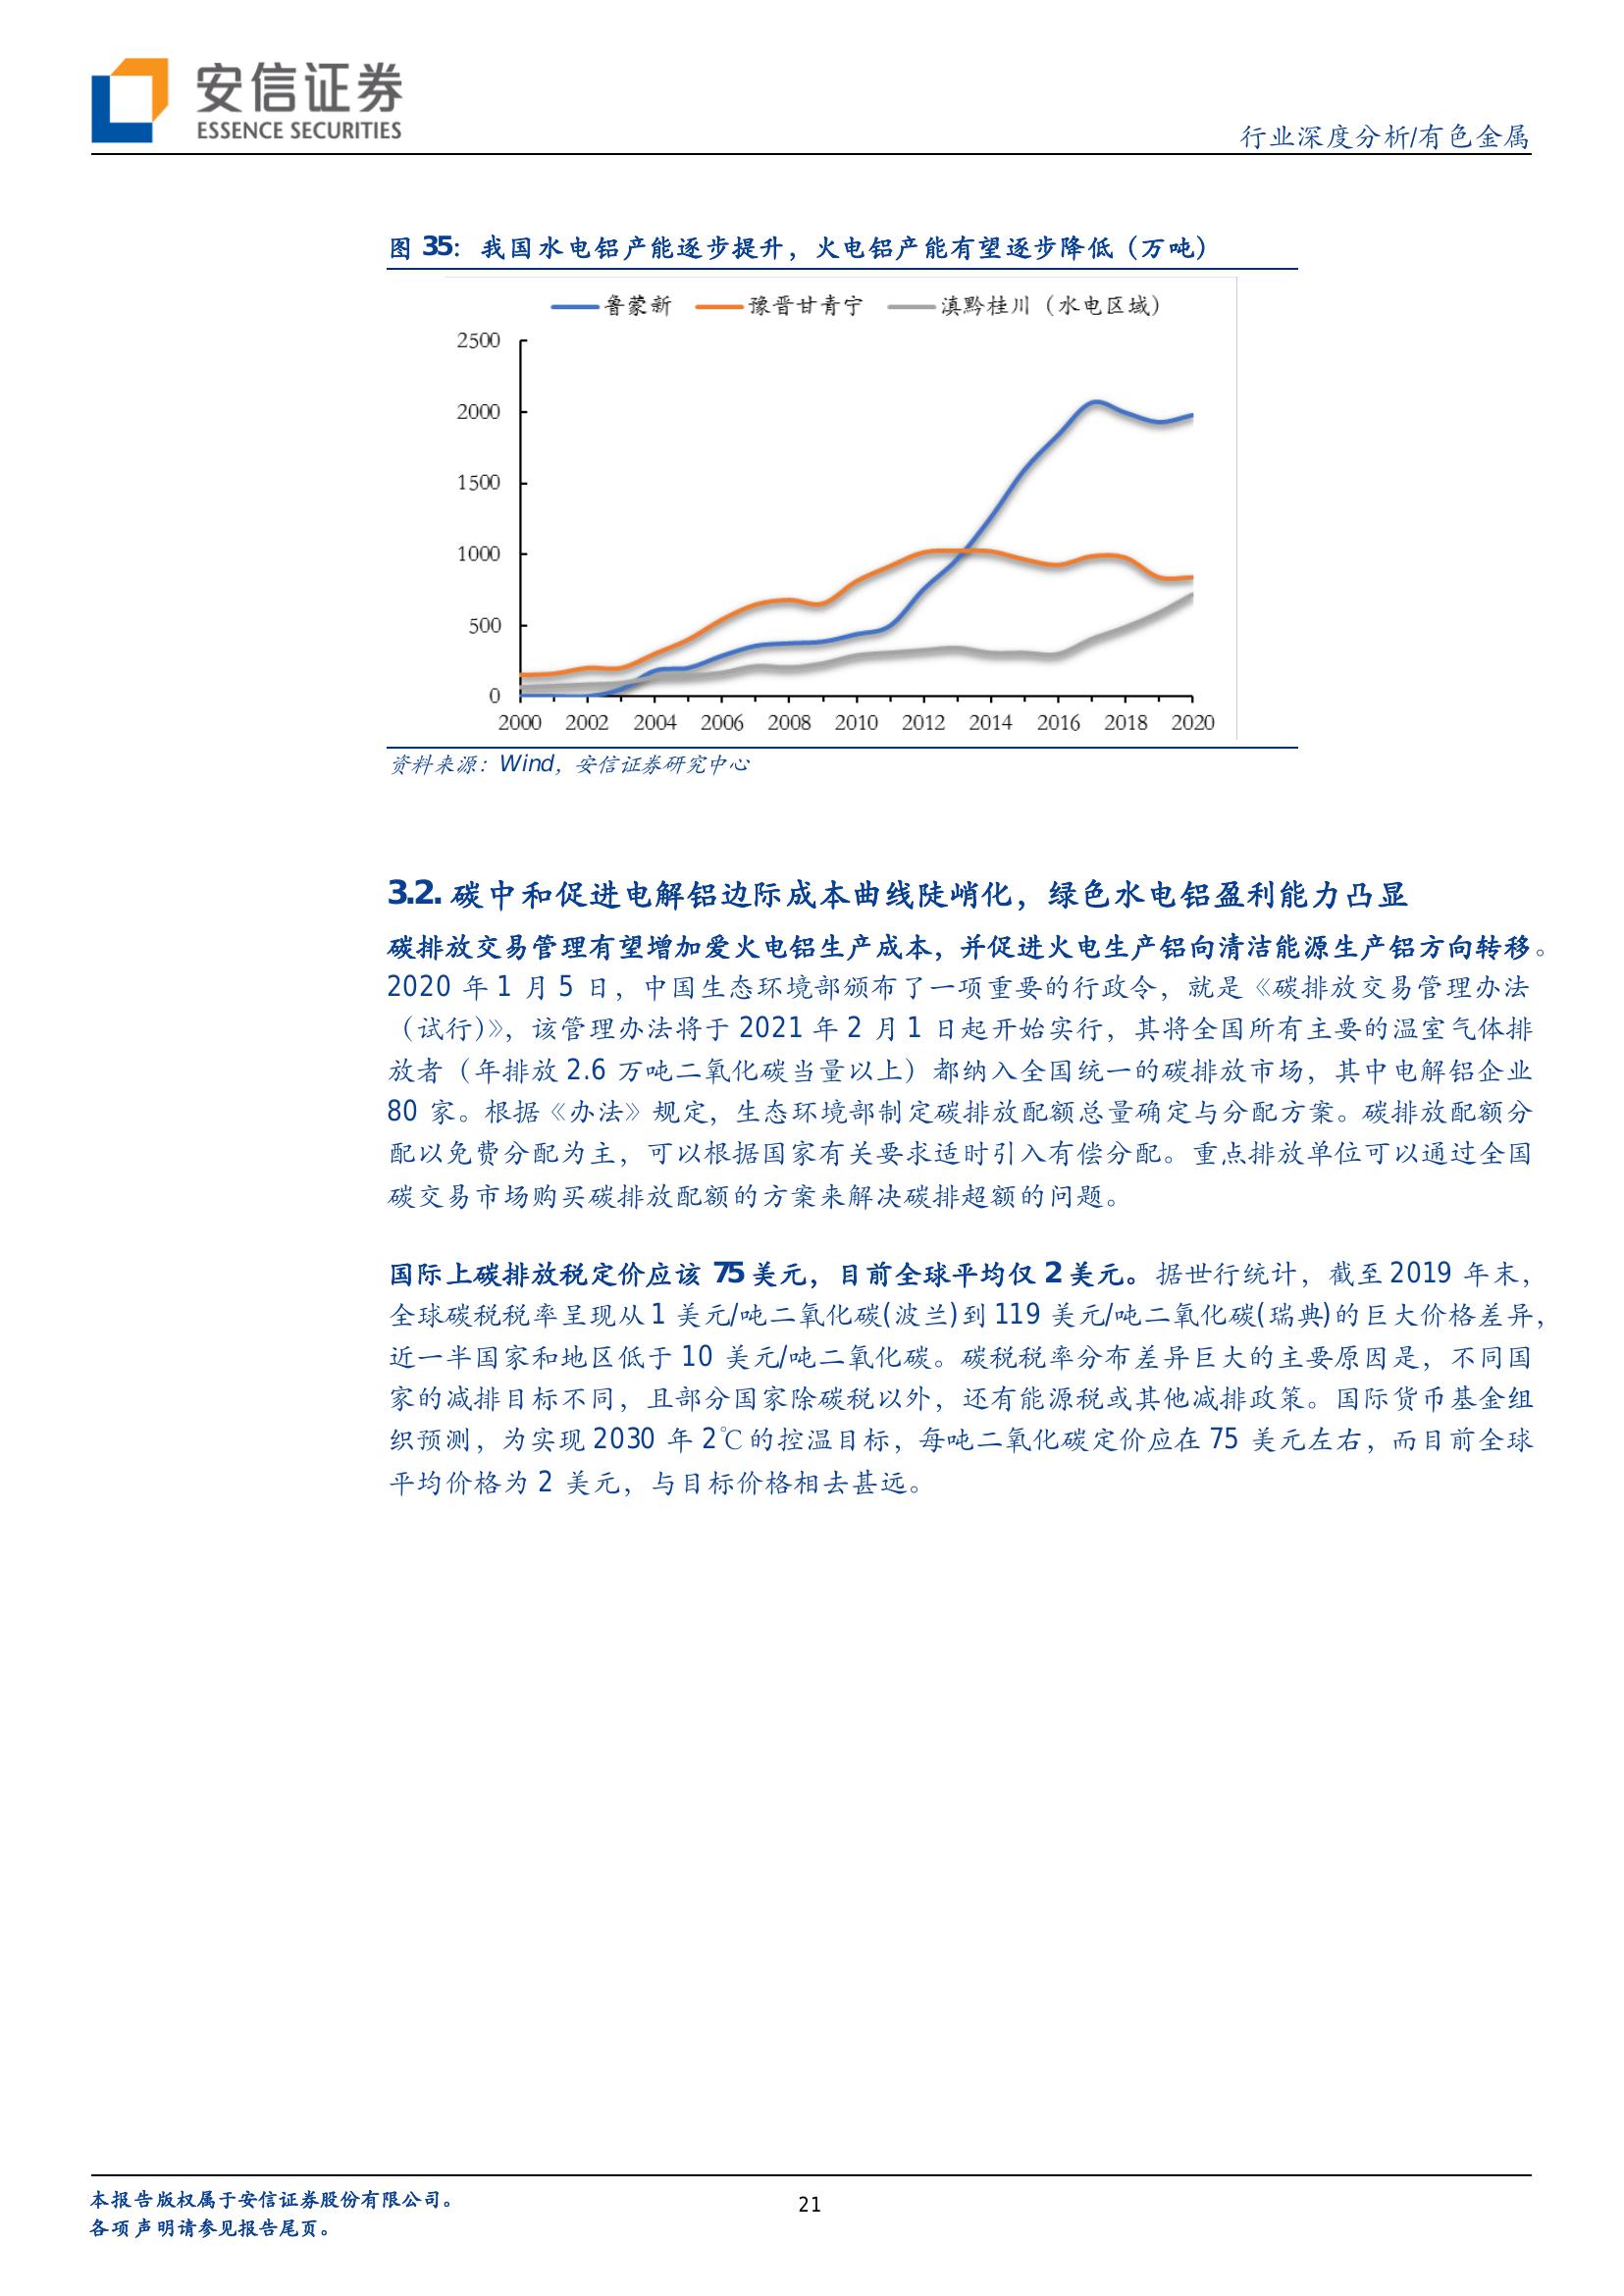 安信证券
ESSENCE SECURITIES
行业深度分析/有色金属
图 35：我国水电铝产能逐步提升，火电铝产能有望逐步降低（万吨）
鲁蒙新 豫晋甘青宁 滇黔桂川（水电区域）
2500
2000
1500
1000
500
0
2000 2002 2004 2006 2008 2010 2012 2014 2016 2018 2020
资料来源：Wind，安信证券研究中心
3.2. 碳中和促进电解铝边际成本曲线陡峭化，绿色水电铝盈利能力凸显
碳排放交易管理有望增加爱火电铝生产成本，并促进火电生产铝向清洁能源生产铝方向转移。
2020 年 1 月 5 日，中国生态环境部颁布了一项重要的行政令，就是《碳排放交易管理办法
（试行）》，该管理办法将于 2021 年 2 月 1 日起开始实行，其将全国所有主要的温室气体排
放者（年排放 2.6 万吨二氧化碳当量以上）都纳入全国统一的碳排放市场，其中电解铝企业
80 家。根据《办法》规定，生态环境部制定碳排放配额总量确定与分配方案。碳排放配额分
配以免费分配为主，可以根据国家有关要求适时引入有偿分配。重点排放单位可以通过全国
碳交易市场购买碳排放配额的方案来解决碳排超额的问题。
国际上碳排放税定价应该 75 美元，目前全球平均仅 2 美元。据世行统计，截至 2019 年末，
全球碳税税率呈现从 1 美元/吨二氧化碳(波兰)到 119 美元/吨二氧化碳(瑞典)的巨大价格差异，
近一半国家和地区低于 10 美元/吨二氧化碳。碳税税率分布差异巨大的主要原因是，不同国
家的减排目标不同，且部分国家除碳税以外，还有能源税或其他减排政策。国际货币基金组
织预测，为实现 2030 年 2℃的控温目标，每吨二氧化碳定价应在 75 美元左右，而目前全球
平均价格为 2 美元，与目标价格相去甚远。
本报告版权属于安信证券股份有限公司。
各项声明请参见报告尾页。
21